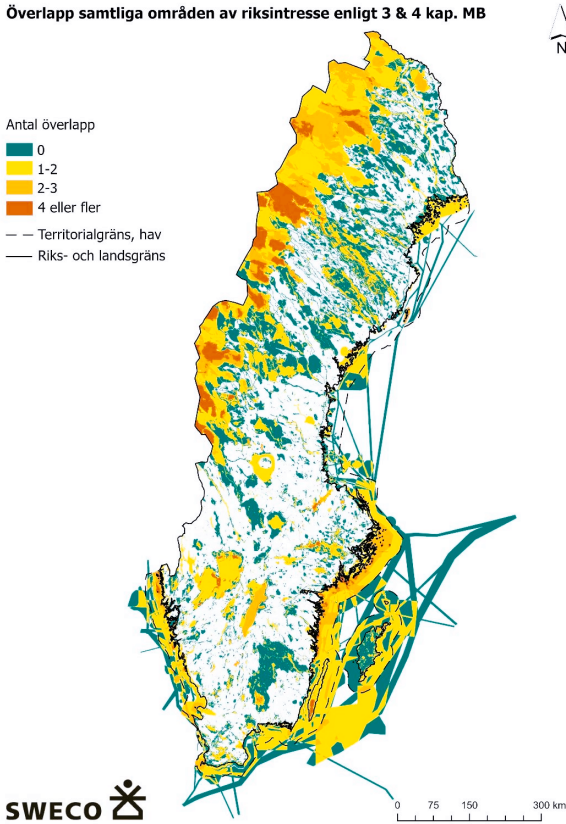 Överlapp samtliga områden av riksintresse enligt 3 & 4 kap. MB
N
Antal överlapp
0
1-2
2-3
4 eller fler
Territorialgräns, hav
Riks- och landsgräns
SWECO
0 75 150 300 km